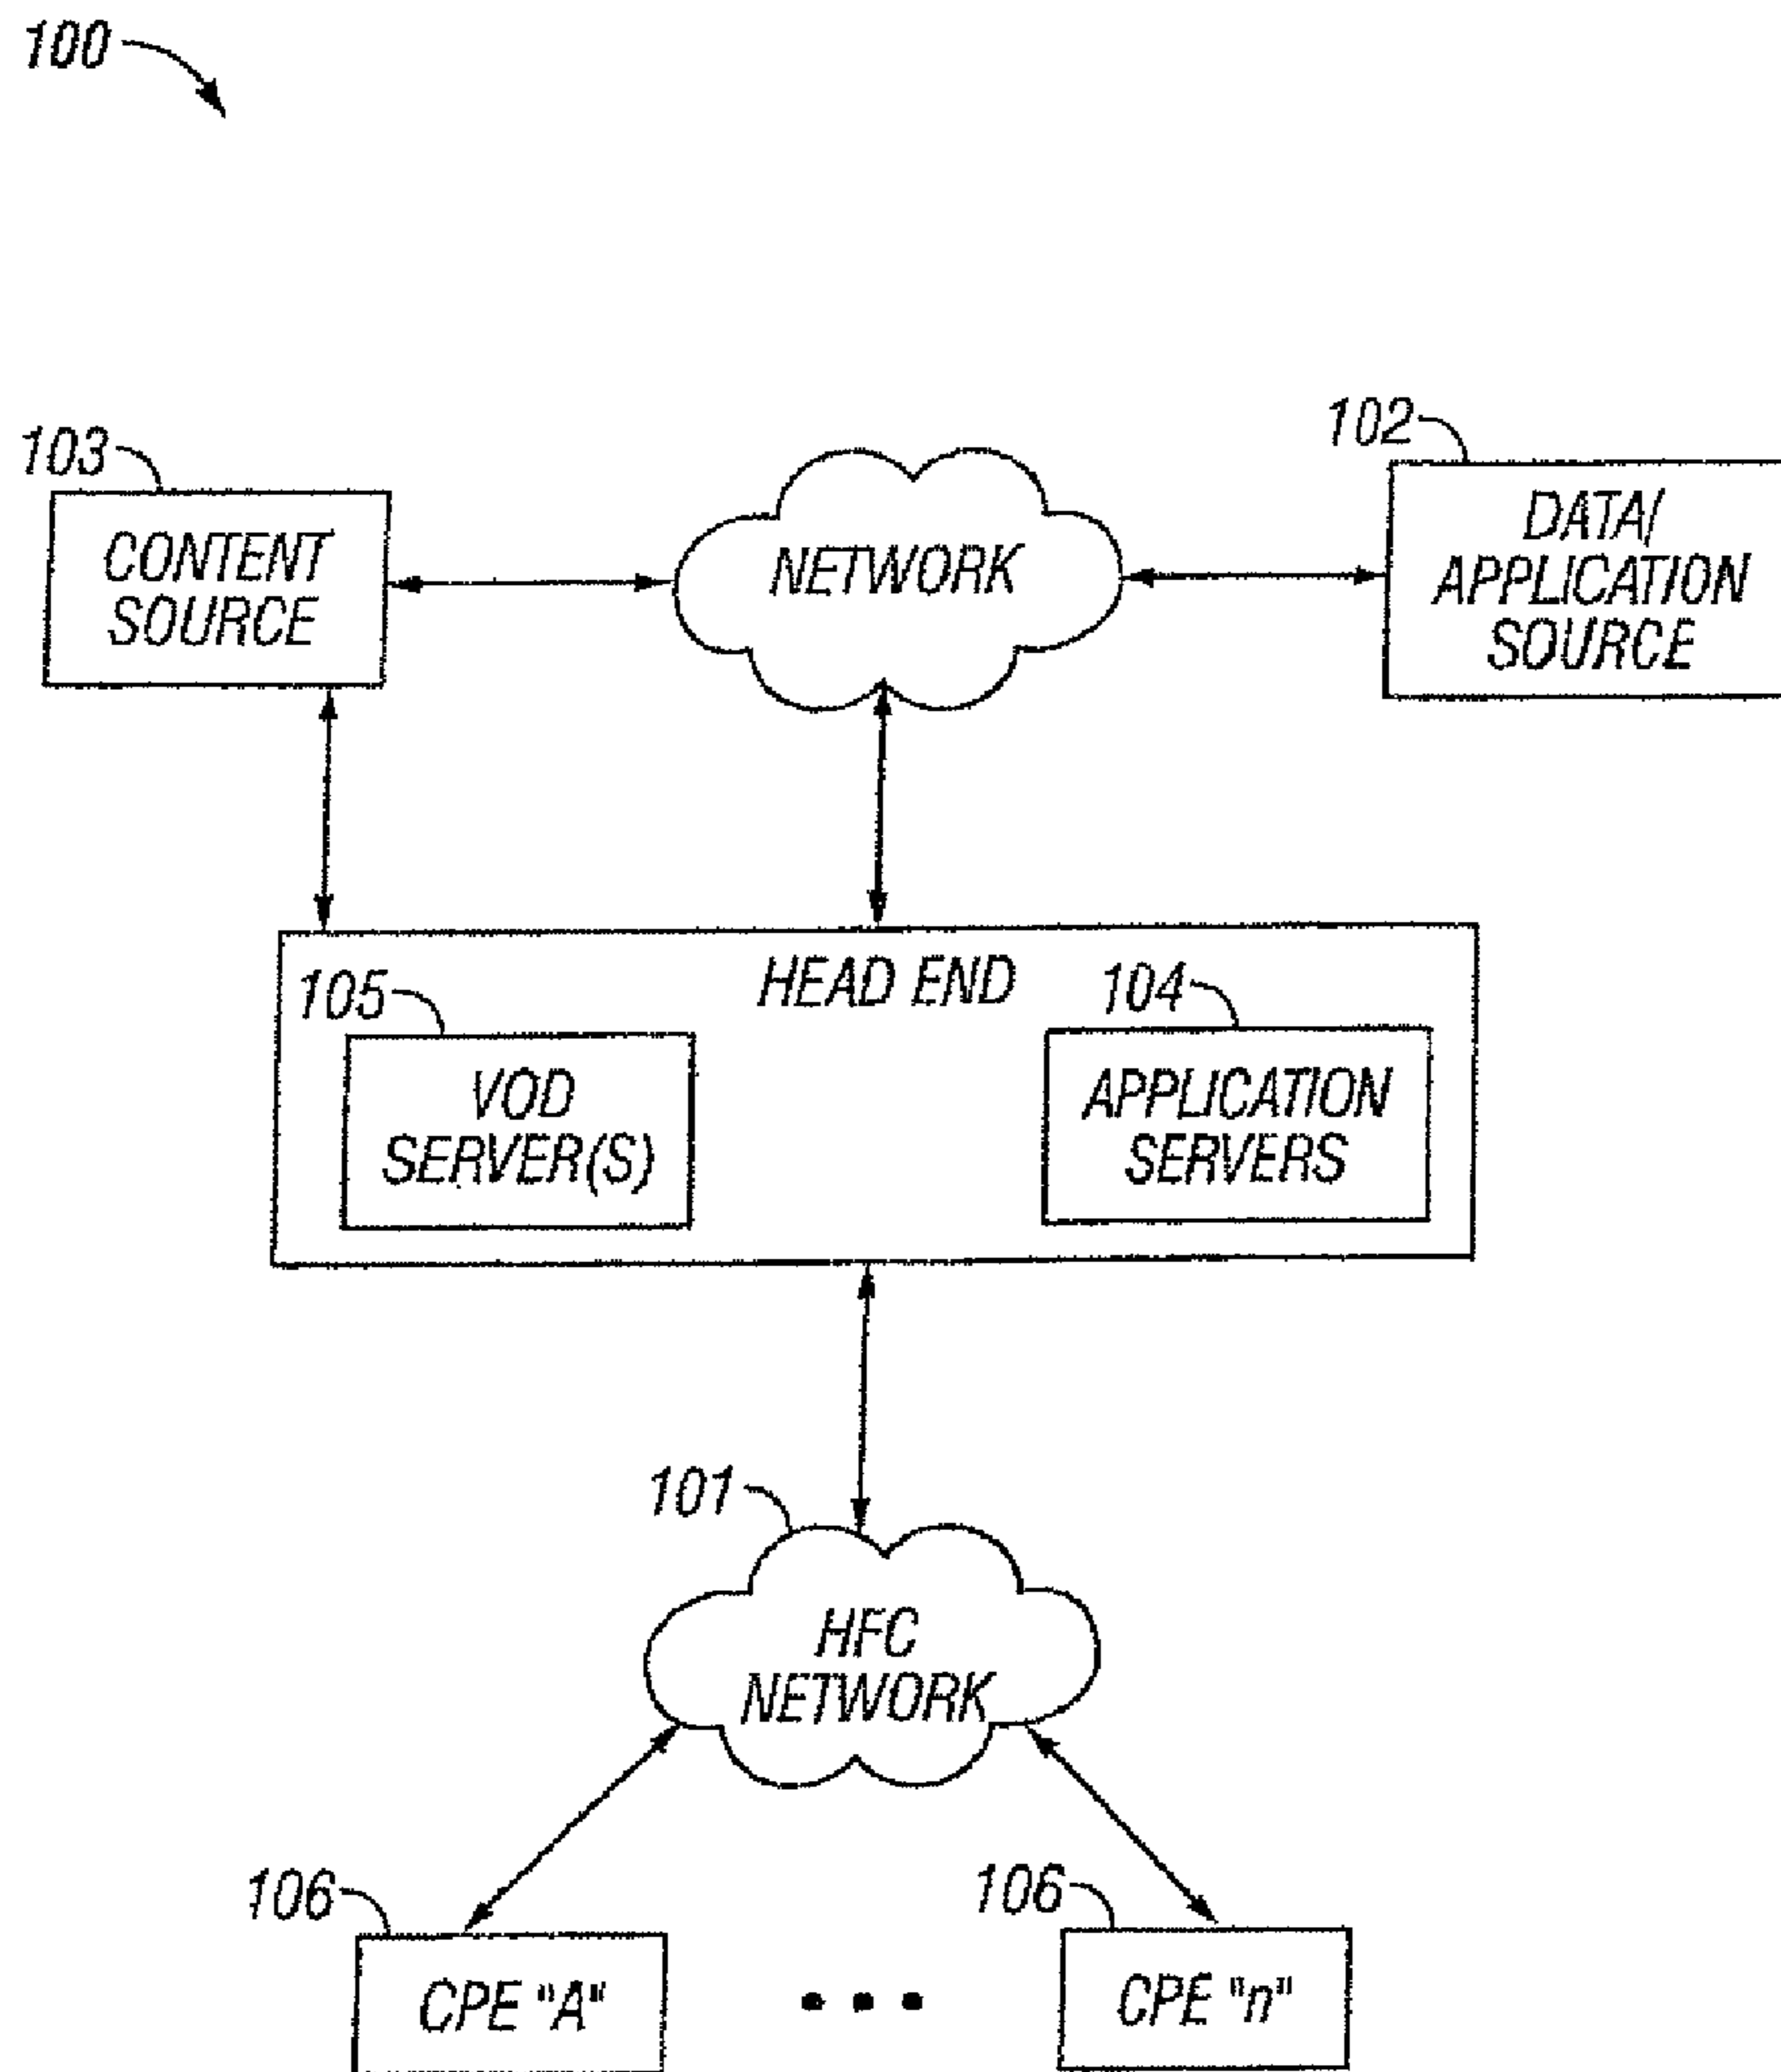 100
103
102
CONTENT
SOURCE
NETWORK
DATA/
APPLICATION
SOURCE
HEAD END
105
104
VOD
SERVER(S)
APPLICATION
SERVERS
101
HFC
NETWORK
106
106
CPE "A"
CPE "n"